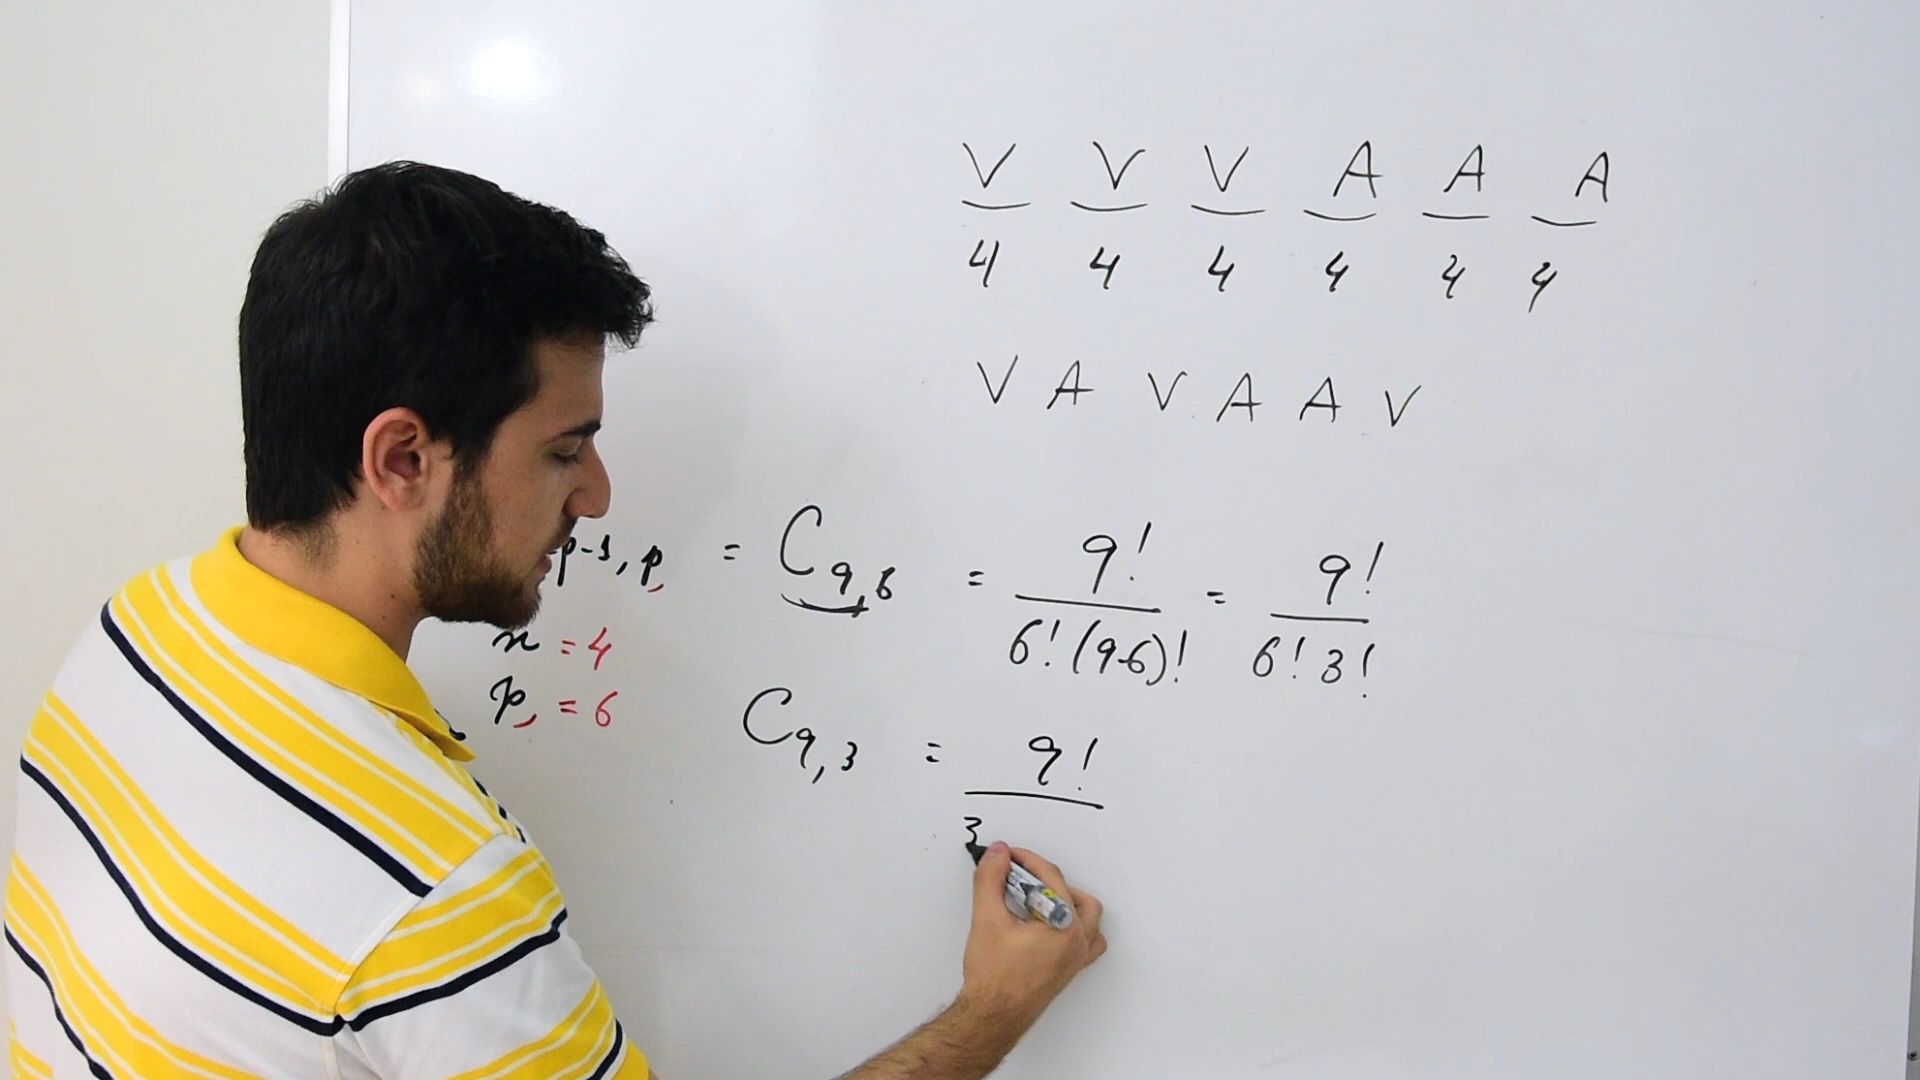 V V V A A A
4 4 4 4 4 4
V A V A A V
p-1, p = C9,6 = 9! / 6! (9-6)! = 9! / 6! 3!
n = 4
p = 6
C9,3 = 9! / 3